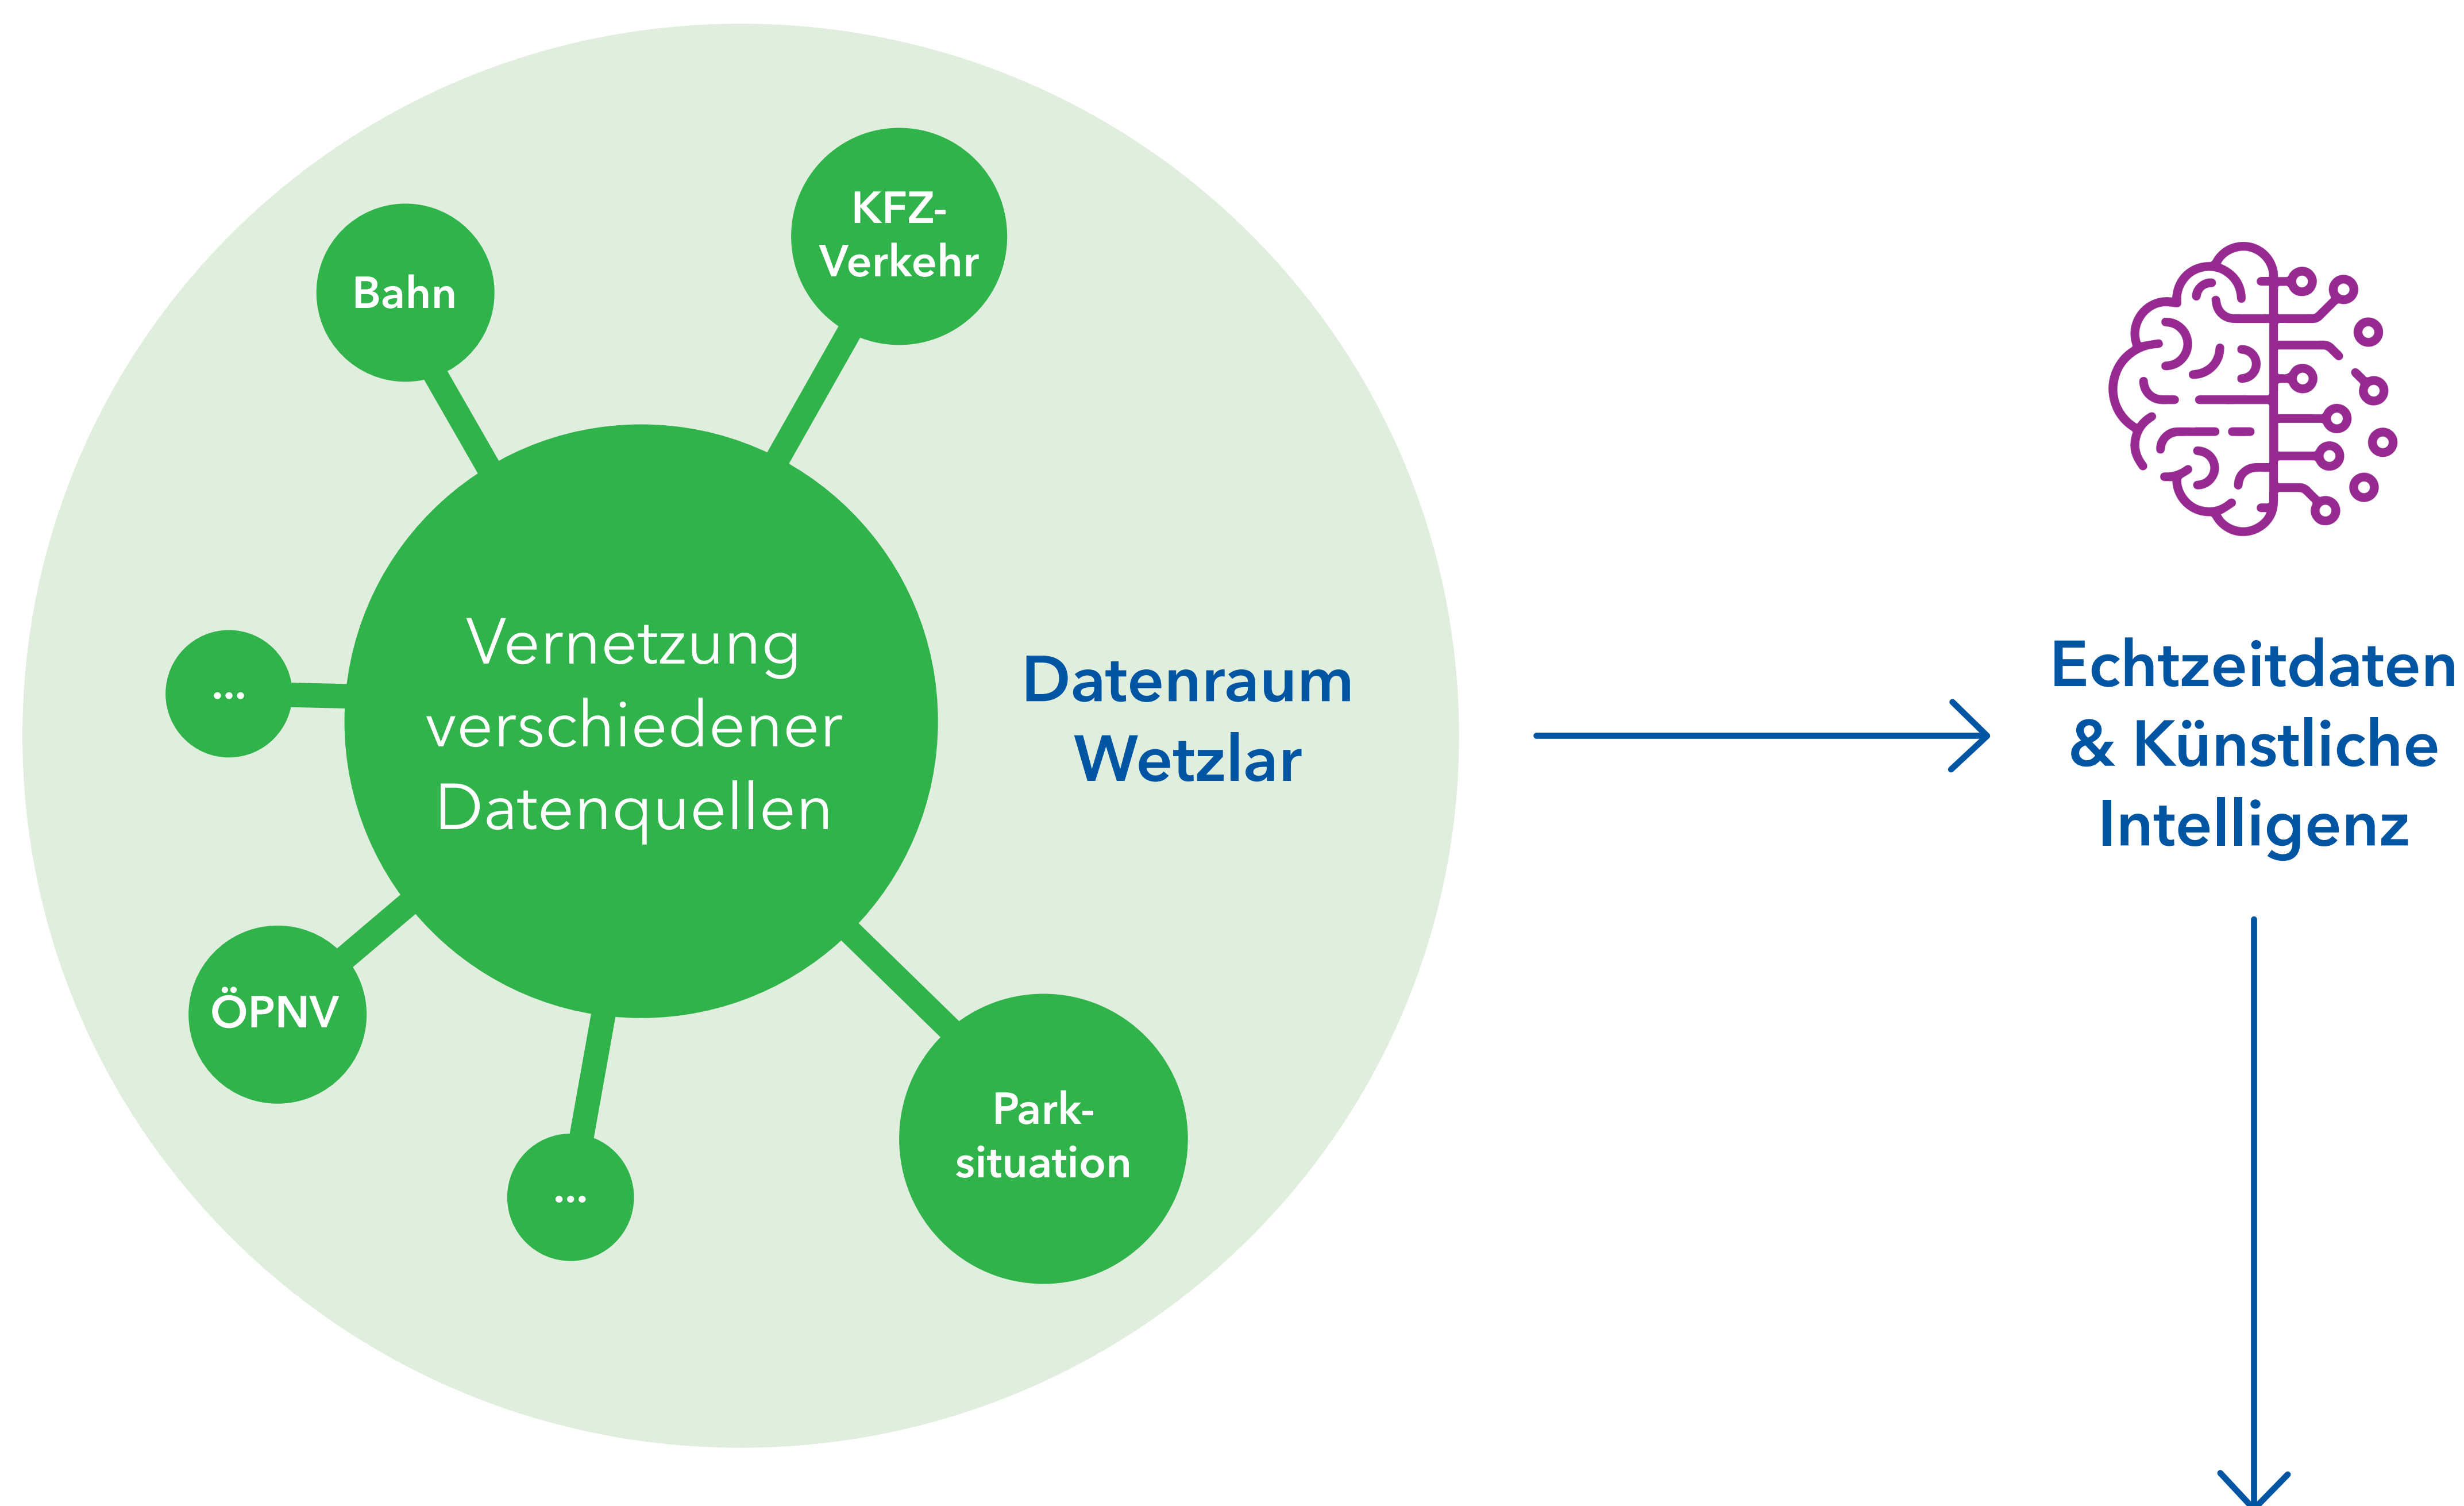 KFZ-
Verkehr
Bahn
Vernetzung
verschiedener
Datenquellen
...
ÖPNV
...
Park-
situation
Datenraum
Wetzlar
Echtzeitdaten
& Künstliche
Intelligenz